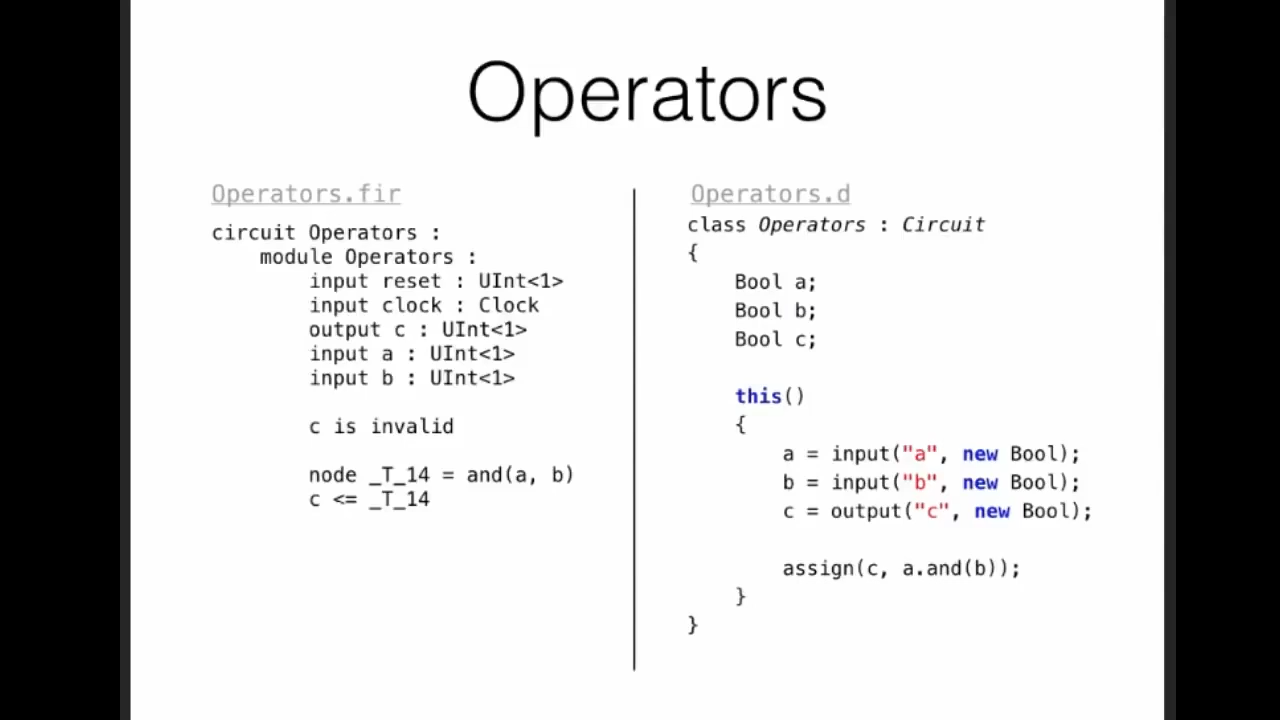 Operators
Operators.fir
circuit Operators :
    module Operators :
        input reset : UInt<1>
        input clock : Clock
        output c : UInt<1>
        input a : UInt<1>
        input b : UInt<1>
        c is invalid
        node _T_14 = and(a, b)
        c <= _T_14
Operators.d
class Operators : Circuit
{
    Bool a;
    Bool b;
    Bool c;
    this()
    {
        a = input("a", new Bool);
        b = input("b", new Bool);
        c = output("c", new Bool);
        assign(c, a.and(b));
    }
}